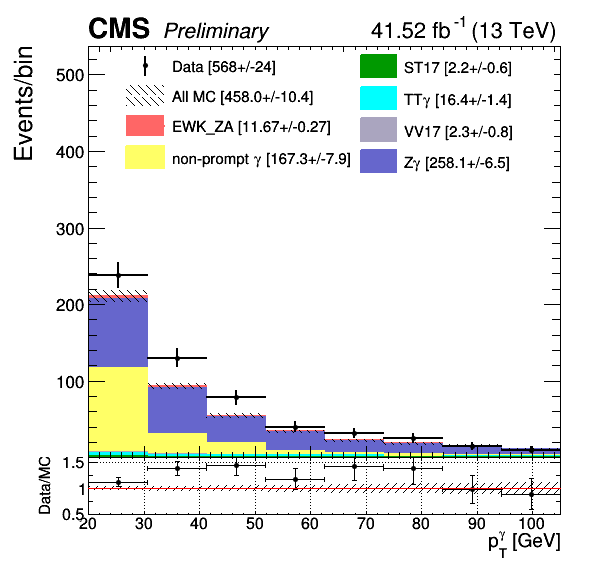 CMS Preliminary 41.52 fb⁻¹ (13 TeV)
Events/bin
Data [568+/-24]
All MC [458.0+/-10.4]
EWK_ZA [11.67+/-0.27]
non-prompt γ [167.3+/-7.9]
ST17 [2.2+/-0.6]
TTγ [16.4+/-1.4]
VV17 [2.3+/-0.8]
Zγ [258.1+/-6.5]
500
400
300
200
100
Data/MC
1.5
1
0.5
20 30 40 50 60 70 80 90 100
p_T^γ [GeV]